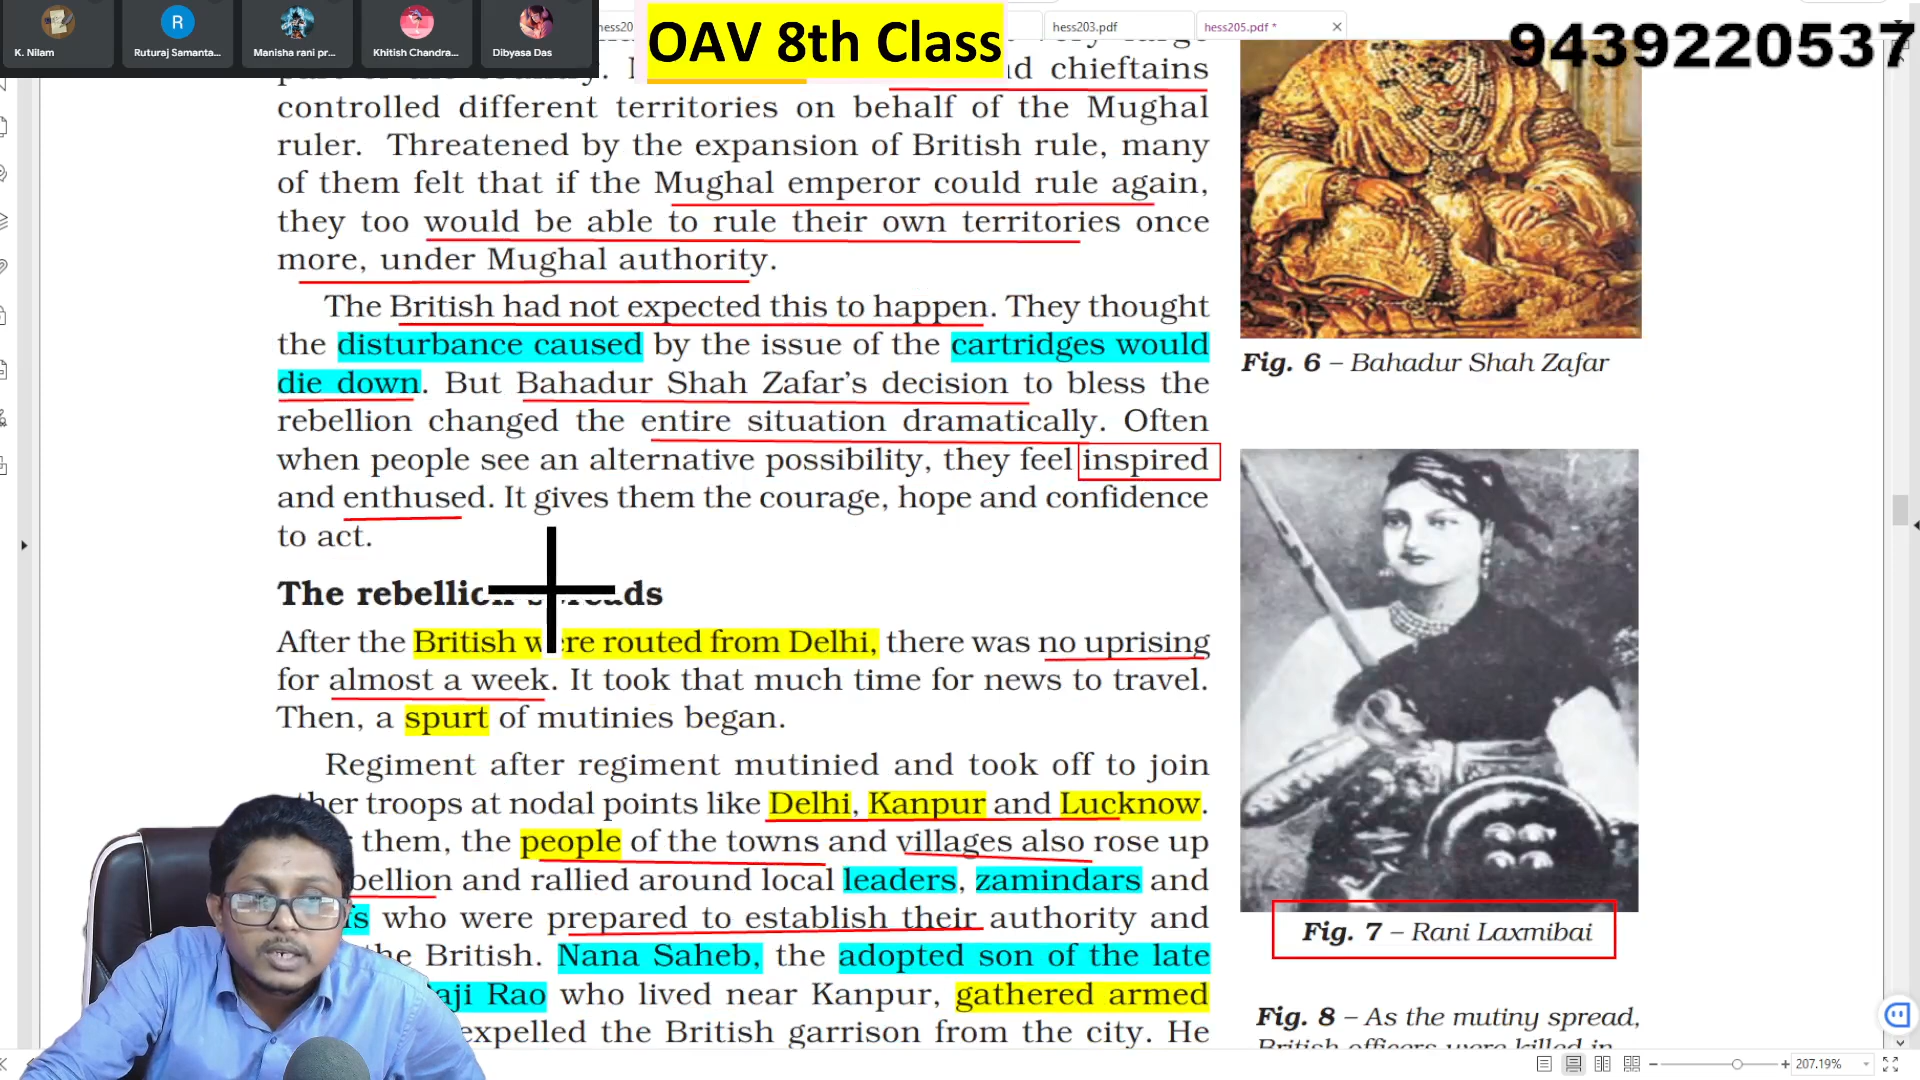 K. Nilam
Ruturaj Samanta...
Manisha rani pr...
Khitish Chandra...
Dibyasa Das
OAV 8th Class
hess203.pdf
hess205.pdf *
9439220537
chieftains
controlled different territories on behalf of the Mughal
ruler. Threatened by the expansion of British rule, many
of them felt that if the Mughal emperor could rule again,
they too would be able to rule their own territories once
more, under Mughal authority.
The British had not expected this to happen. They thought
the disturbance caused by the issue of the cartridges would
die down. But Bahadur Shah Zafar’s decision to bless the
rebellion changed the entire situation dramatically. Often
when people see an alternative possibility, they feel inspired
and enthused. It gives them the courage, hope and confidence
to act.
The rebellion spreads
After the British were routed from Delhi, there was no uprising
for almost a week. It took that much time for news to travel.
Then, a spurt of mutinies began.
Regiment after regiment mutinied and took off to join
other troops at nodal points like Delhi, Kanpur and Lucknow.
them, the people of the towns and villages also rose up
and rallied around local leaders, zamindars and
who were prepared to establish their authority and
the British. Nana Saheb, the adopted son of the late
Rao who lived near Kanpur, gathered armed
expelled the British garrison from the city. He
Fig. 6 – Bahadur Shah Zafar
Fig. 7 – Rani Laxmibai
Fig. 8 – As the mutiny spread,
British officers were killed in
207.19%